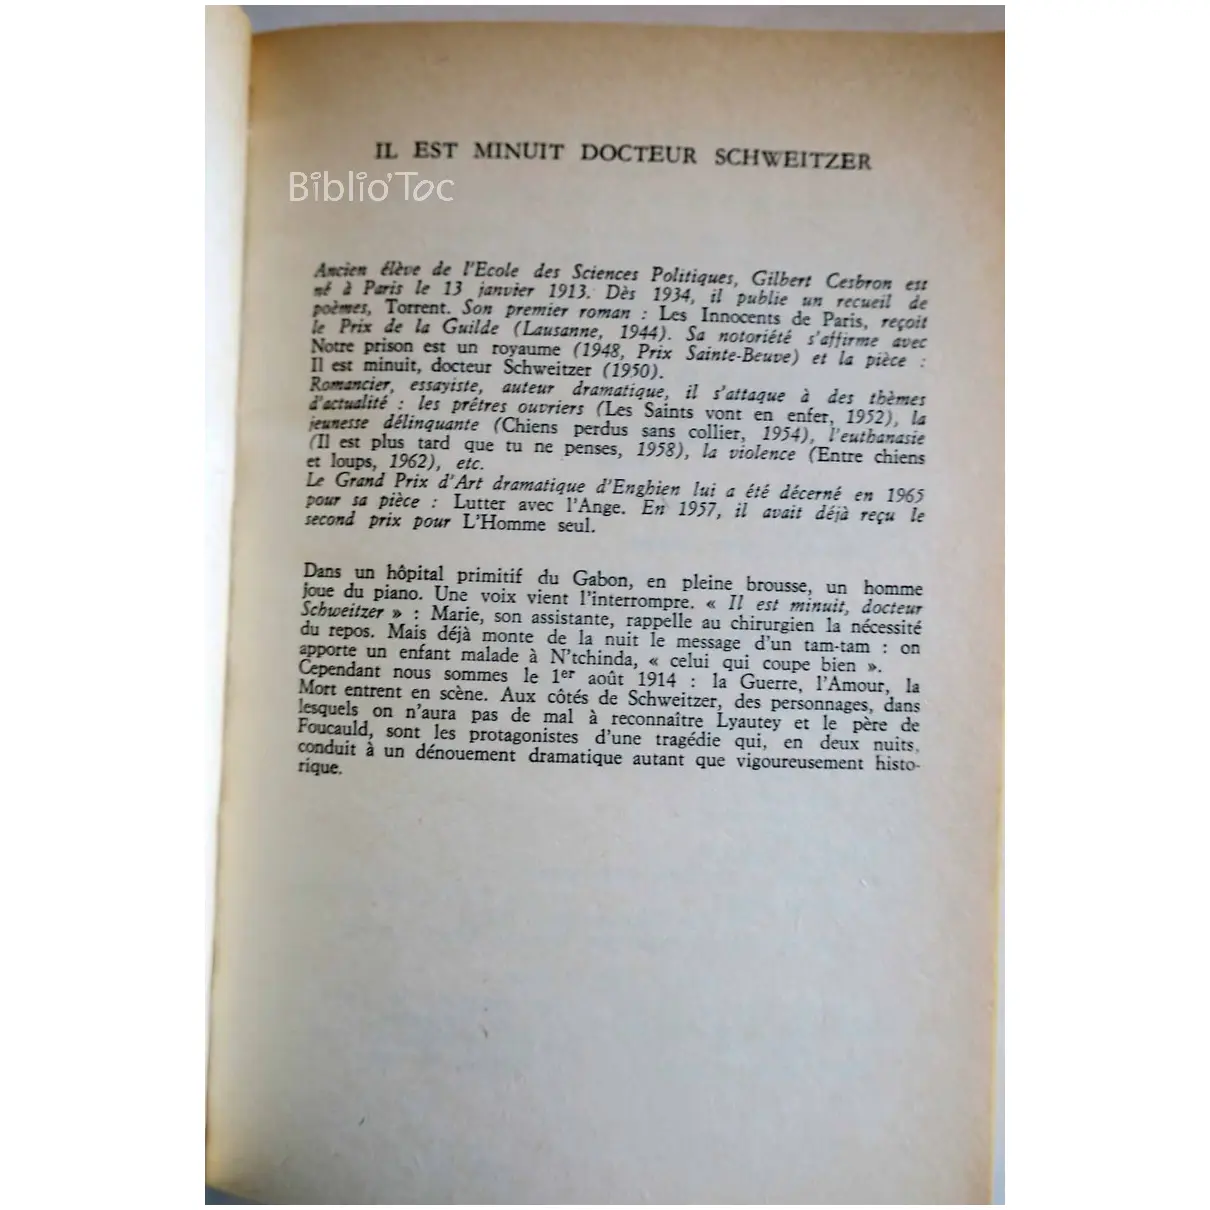 IL EST MINUIT DOCTEUR SCHWEITZER
Biblio'Toc
Ancien élève de l'Ecole des Sciences Politiques, Gilbert Cesbron est
né à Paris le 13 janvier 1913. Dès 1934, il publie un recueil de
poèmes, Torrent. Son premier roman : Les Innocents de Paris, reçoit
le Prix de la Guilde (Lausanne, 1944). Sa notoriété s'affirme avec
Notre prison est un royaume (1948, Prix Sainte-Beuve) et la pièce :
Il est minuit, docteur Schweitzer (1950).
Romancier, essayiste, auteur dramatique, il s'attaque à des thèmes
d'actualité : les prêtres ouvriers (Les Saints vont en enfer, 1952), la
jeunesse délinquante (Chiens perdus sans collier, 1954), l'euthanasie
(Il est plus tard que tu ne penses, 1958), la violence (Entre chiens
et loups, 1962), etc.
Le Grand Prix d'Art dramatique d'Enghien lui a été décerné en 1965
pour sa pièce : Lutter avec l'Ange. En 1957, il avait déjà reçu le
second prix pour L'Homme seul.
Dans un hôpital primitif du Gabon, en pleine brousse, un homme
joue du piano. Une voix vient l'interrompre. « Il est minuit, docteur
Schweitzer » : Marie, son assistante, rappelle au chirurgien la nécessité
du repos. Mais déjà monte de la nuit le message d'un tam-tam : on
apporte un enfant malade à N'tchinda, « celui qui coupe bien ».
Cependant nous sommes le 1er août 1914 : la Guerre, l'Amour, la
Mort entrent en scène. Aux côtés de Schweitzer, des personnages, dans
lesquels on n'aura pas de mal à reconnaître Lyautey et le père de
Foucauld, sont les protagonistes d'une tragédie qui, en deux nuits,
conduit à un dénouement dramatique autant que vigoureusement histo-
rique.